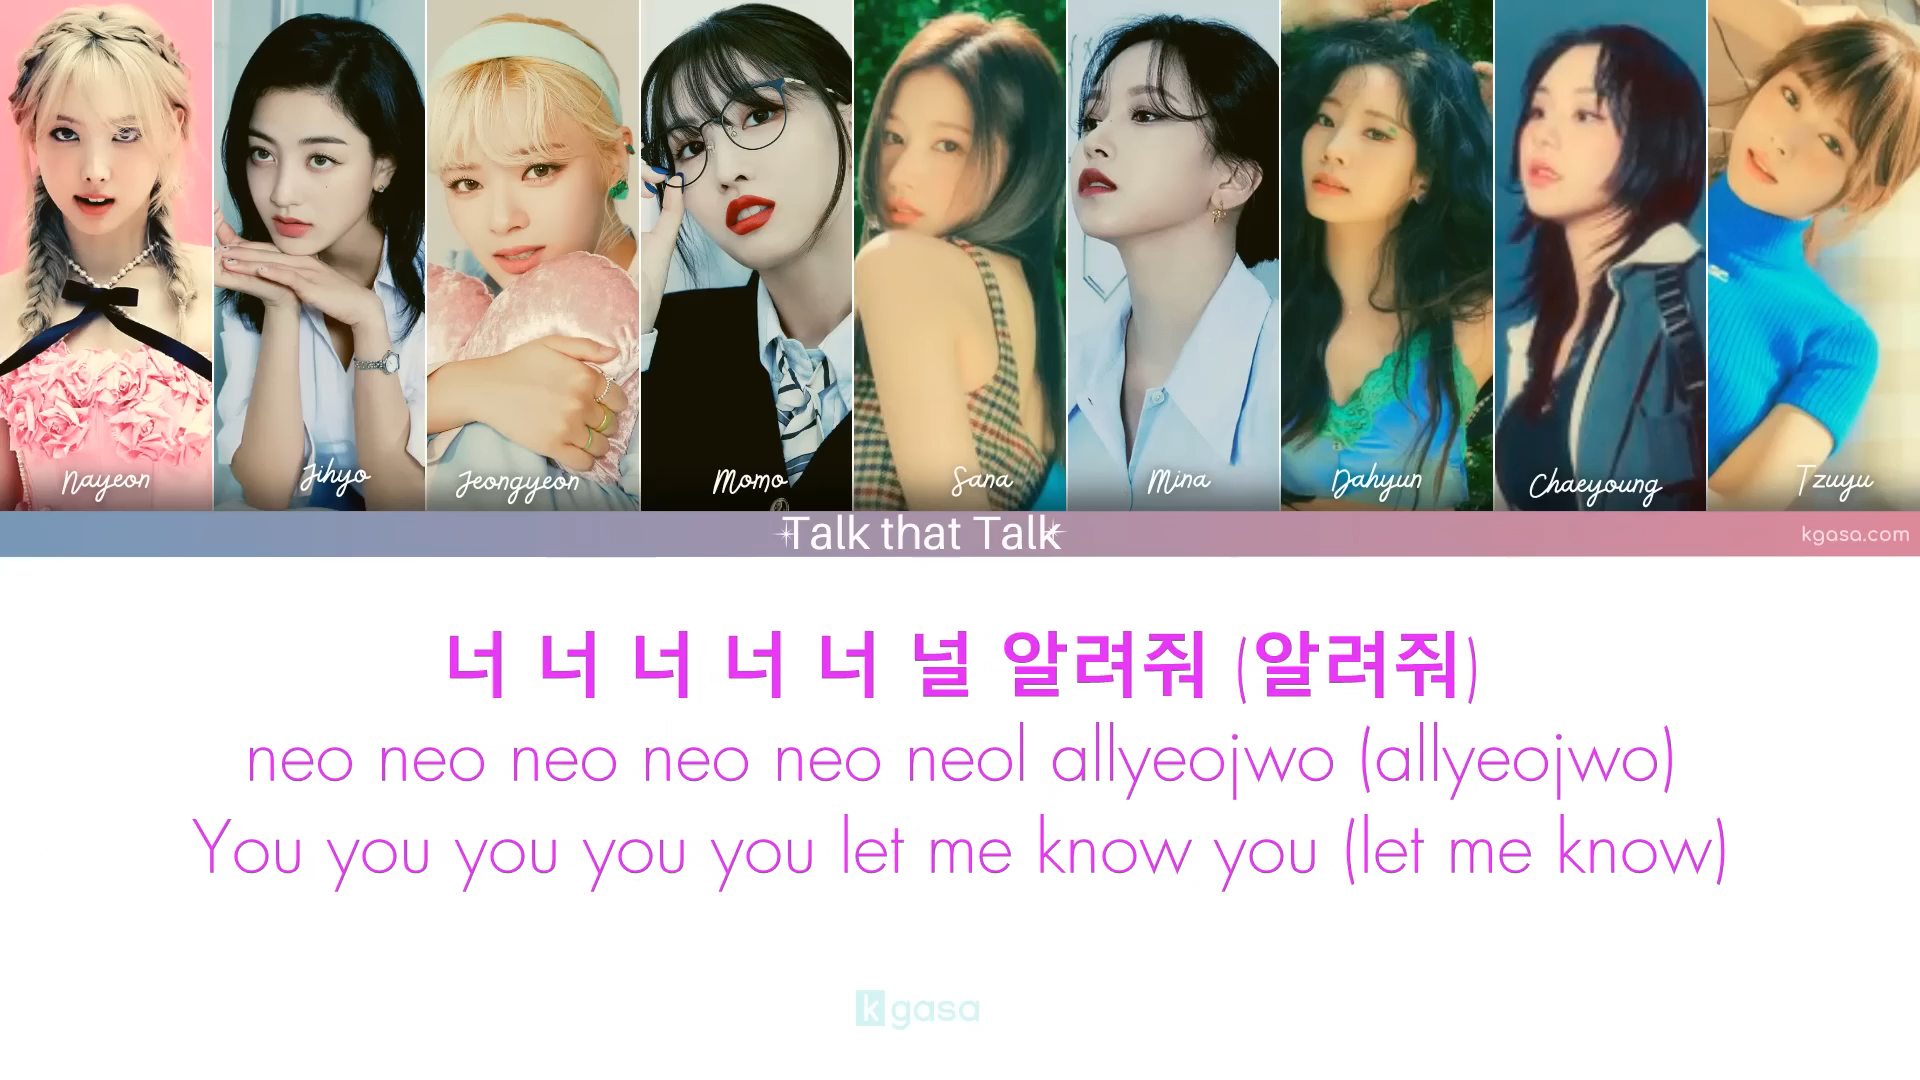 Nayeon
Jihyo
Jeongyeon
Momo
Sana
Mina
Dahyun
Chaeyoung
Tzuyu
Talk that Talk
kgasa.com
너 너 너 너 너 널 알려줘 (알려줘)
neo neo neo neo neo neol allyeojwo (allyeojwo)
You you you you you let me know you (let me know)
kgasa